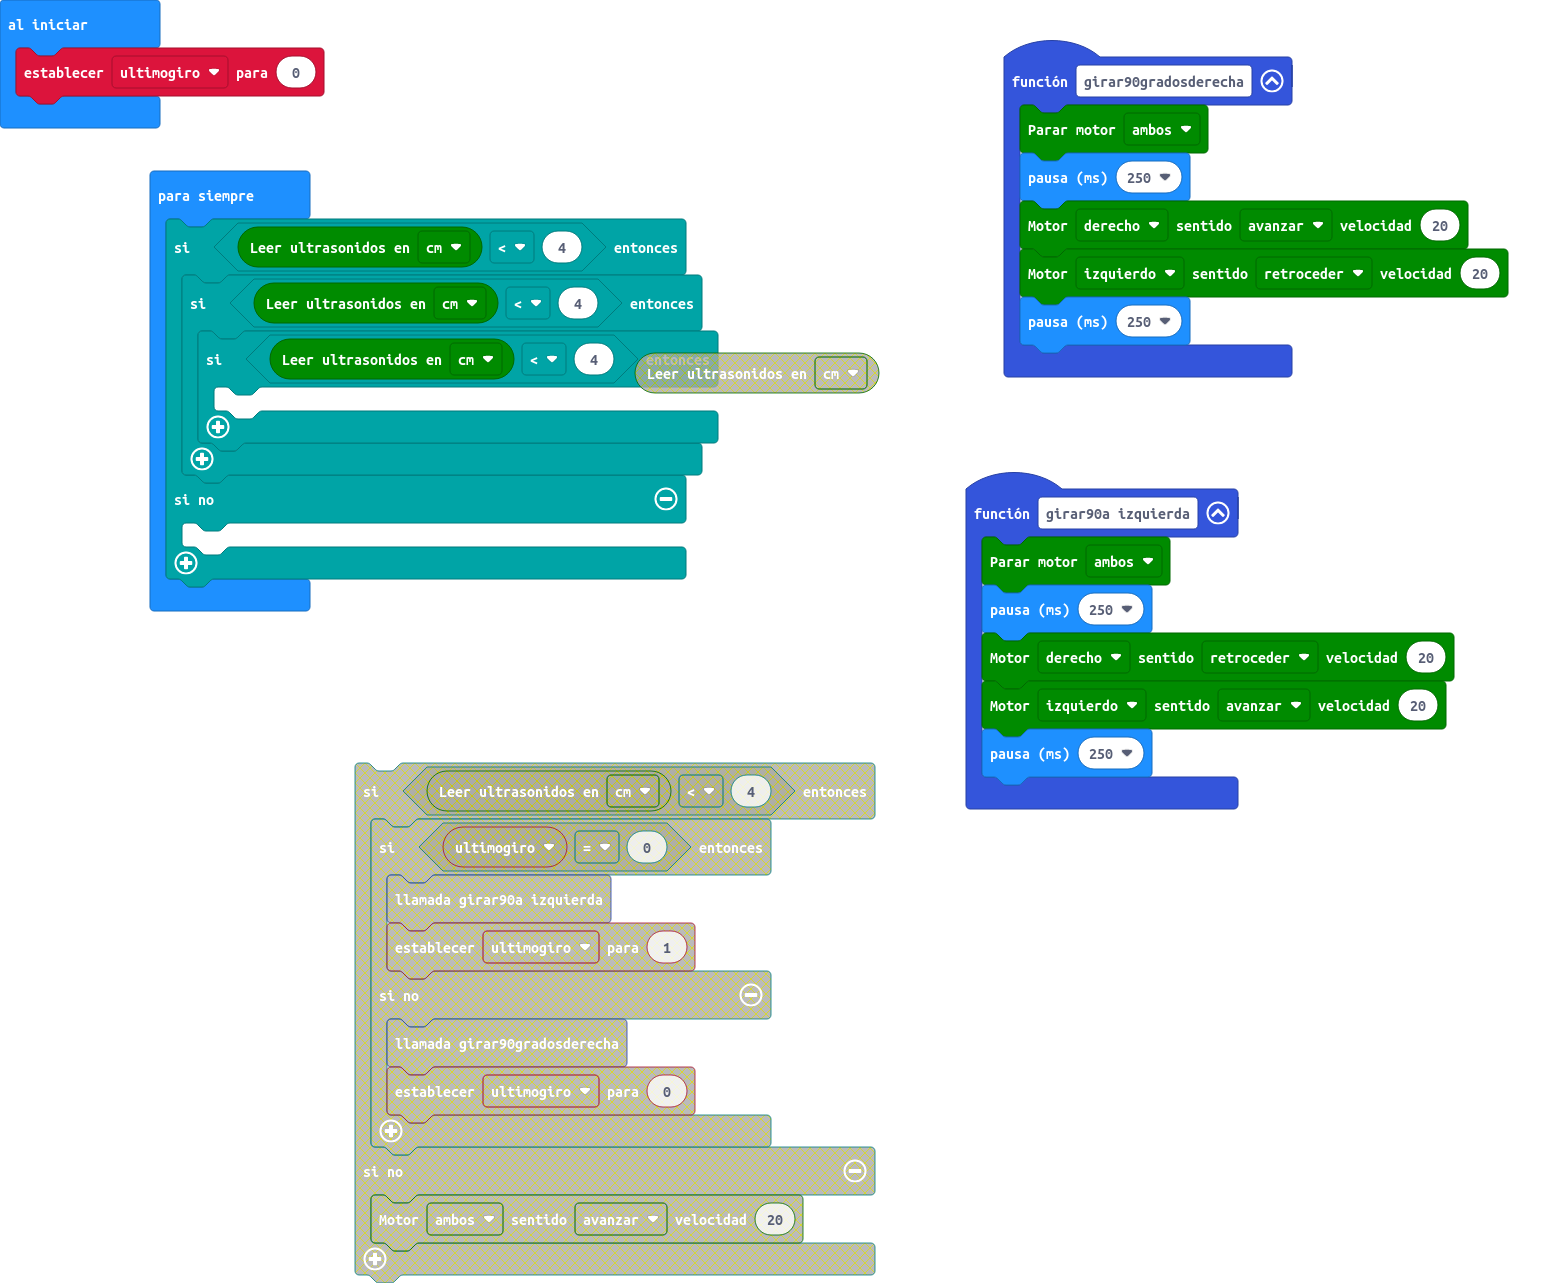 al iniciar
establecer ultimogiro para 0
para siempre
si Leer ultrasonidos en cm < 4 entonces
si Leer ultrasonidos en cm < 4 entonces
si Leer ultrasonidos en cm < 4 entonces
Leer ultrasonidos en cm
si no
función girar90gradosderecha
Parar motor ambos
pausa (ms) 250
Motor derecho sentido avanzar velocidad 20
Motor izquierdo sentido retroceder velocidad 20
pausa (ms) 250
función girar90a izquierda
Parar motor ambos
pausa (ms) 250
Motor derecho sentido retroceder velocidad 20
Motor izquierdo sentido avanzar velocidad 20
pausa (ms) 250
si Leer ultrasonidos en cm < 4 entonces
si ultimogiro = 0 entonces
llamada girar90a izquierda
establecer ultimogiro para 1
si no
llamada girar90gradosderecha
establecer ultimogiro para 0
si no
Motor ambos sentido avanzar velocidad 20